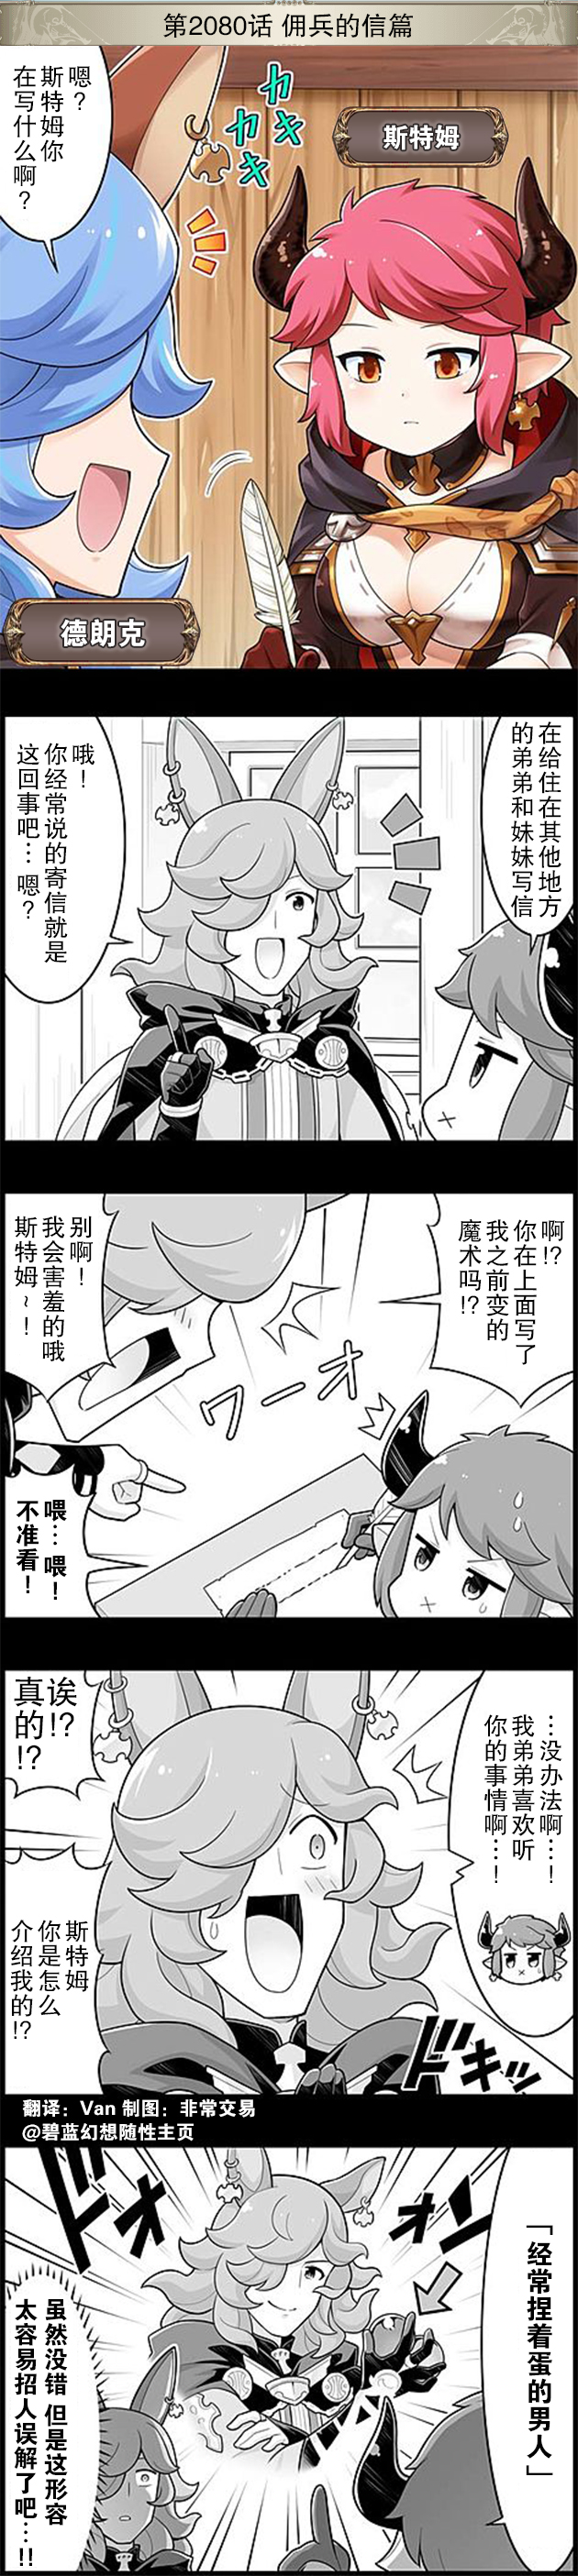 第2080话 佣兵的信篇
カキ
カキ
斯特姆
嗯？
斯特姆你
在写什么啊？
德朗克
在给住在其他地方
的弟弟和妹妹写信
哦！
你经常说的寄信就是
这回事吧…嗯？
啊!?
你在上面写了
我之前变的
魔术吗!?
别啊！
我会害羞的哦
斯特姆~！
ワーオ
喂…喂！
不准看！
…没办法啊…！
我弟弟喜欢听
你的事情啊…！
诶
真的!?
!?
斯特姆
你是怎么
介绍我的!?
ドキッ
翻译：Van 制图：非常交易
@碧蓝幻想随性主页
「经常捏着蛋的男人」
ドォォン
虽然没错 但是这形容
太容易招人误解了吧…!!